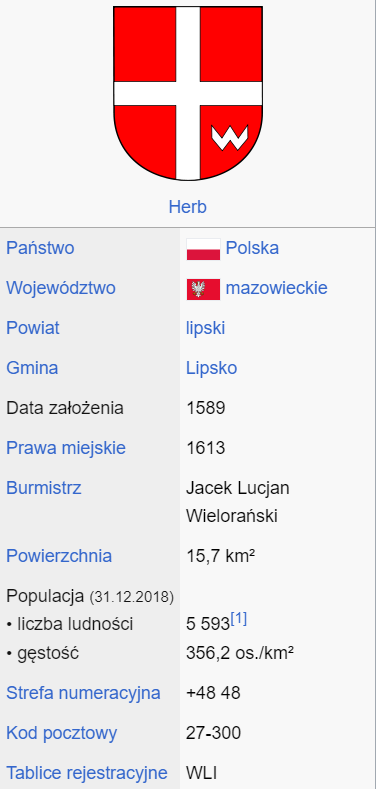 Herb
Państwo Polska
Województwo mazowieckie
Powiat lipski
Gmina Lipsko
Data założenia 1589
Prawa miejskie 1613
Burmistrz Jacek Lucjan
Wielorański
Powierzchnia 15,7 km²
Populacja (31.12.2018)
• liczba ludności 5 593[1]
• gęstość 356,2 os./km²
Strefa numeracyjna +48 48
Kod pocztowy 27-300
Tablice rejestracyjne WLI